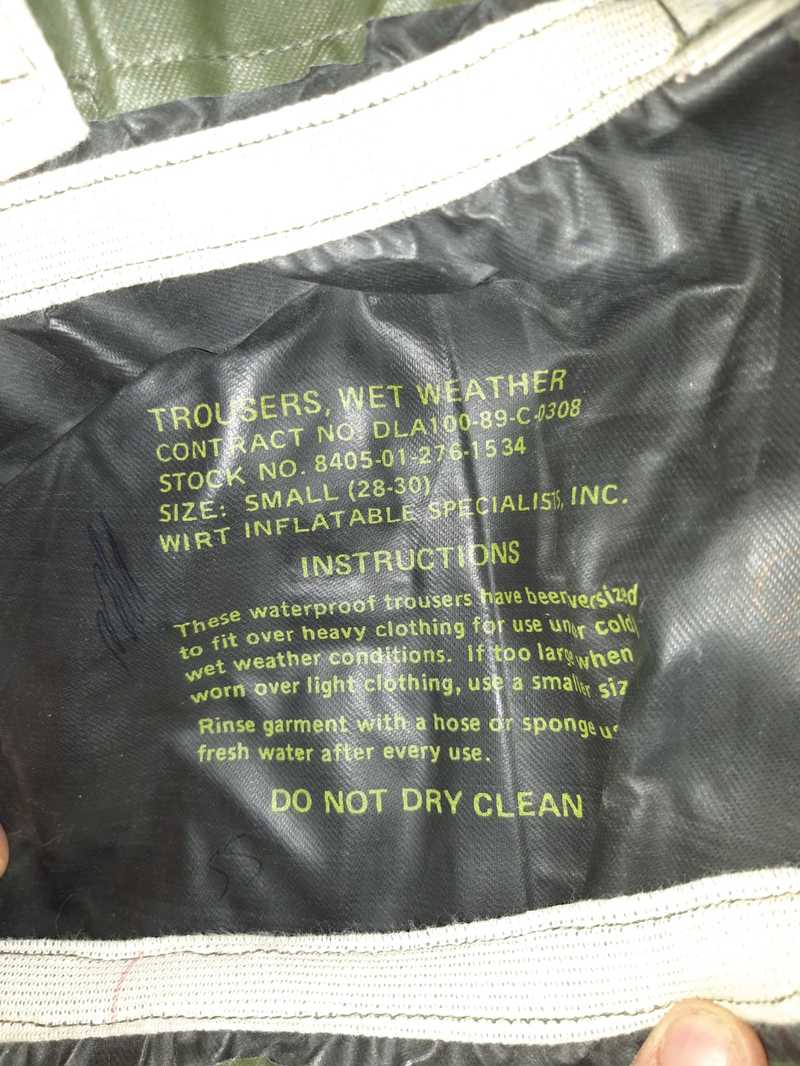 TROUSERS, WET WEATHER
CONTRACT NO. DLA100-89-C-0308
STOCK NO. 8405-01-276-1534
SIZE: SMALL (28-30)
WIRT INFLATABLE SPECIALISTS, INC.
INSTRUCTIONS
These waterproof trousers have been versized
to fit over heavy clothing for use under cold,
wet weather conditions. If too large when
worn over light clothing, use a smaller siz
Rinse garment with a hose or sponge us
fresh water after every use.
DO NOT DRY CLEAN